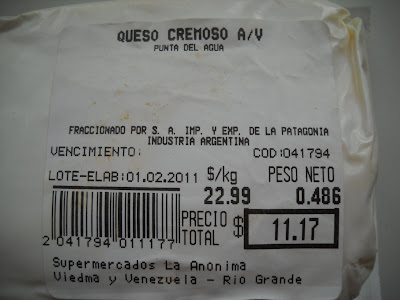 QUESO CREMOSO A/V
PUNTA DEL AGUA
FRACCIONADO POR S. A. IMP. Y EXP. DE LA PATAGONIA
INDUSTRIA ARGENTINA
VENCIMIENTO: COD:041794
LOTE-ELAB:01.02.2011 $/kg PESO NETO
22.99 0.486
PRECIO TOTAL $ 11.17
2 041794 011177
Supermercados La Anonima
Viedma y Venezuela - Rio Grande